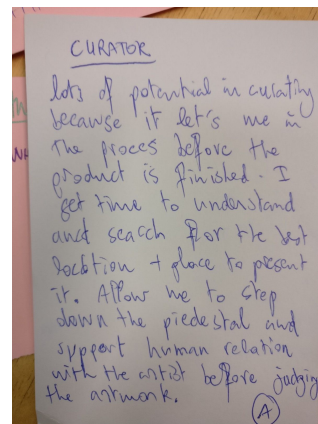 CURATOR
lots of potential in curating
because it let's me in
the proces before the
product is finished. I
get time to understand
and search for the best
location + place to present
it. Allow me to step
down the piedestal and
support human relation
with the artist before judging
the artwork.
A